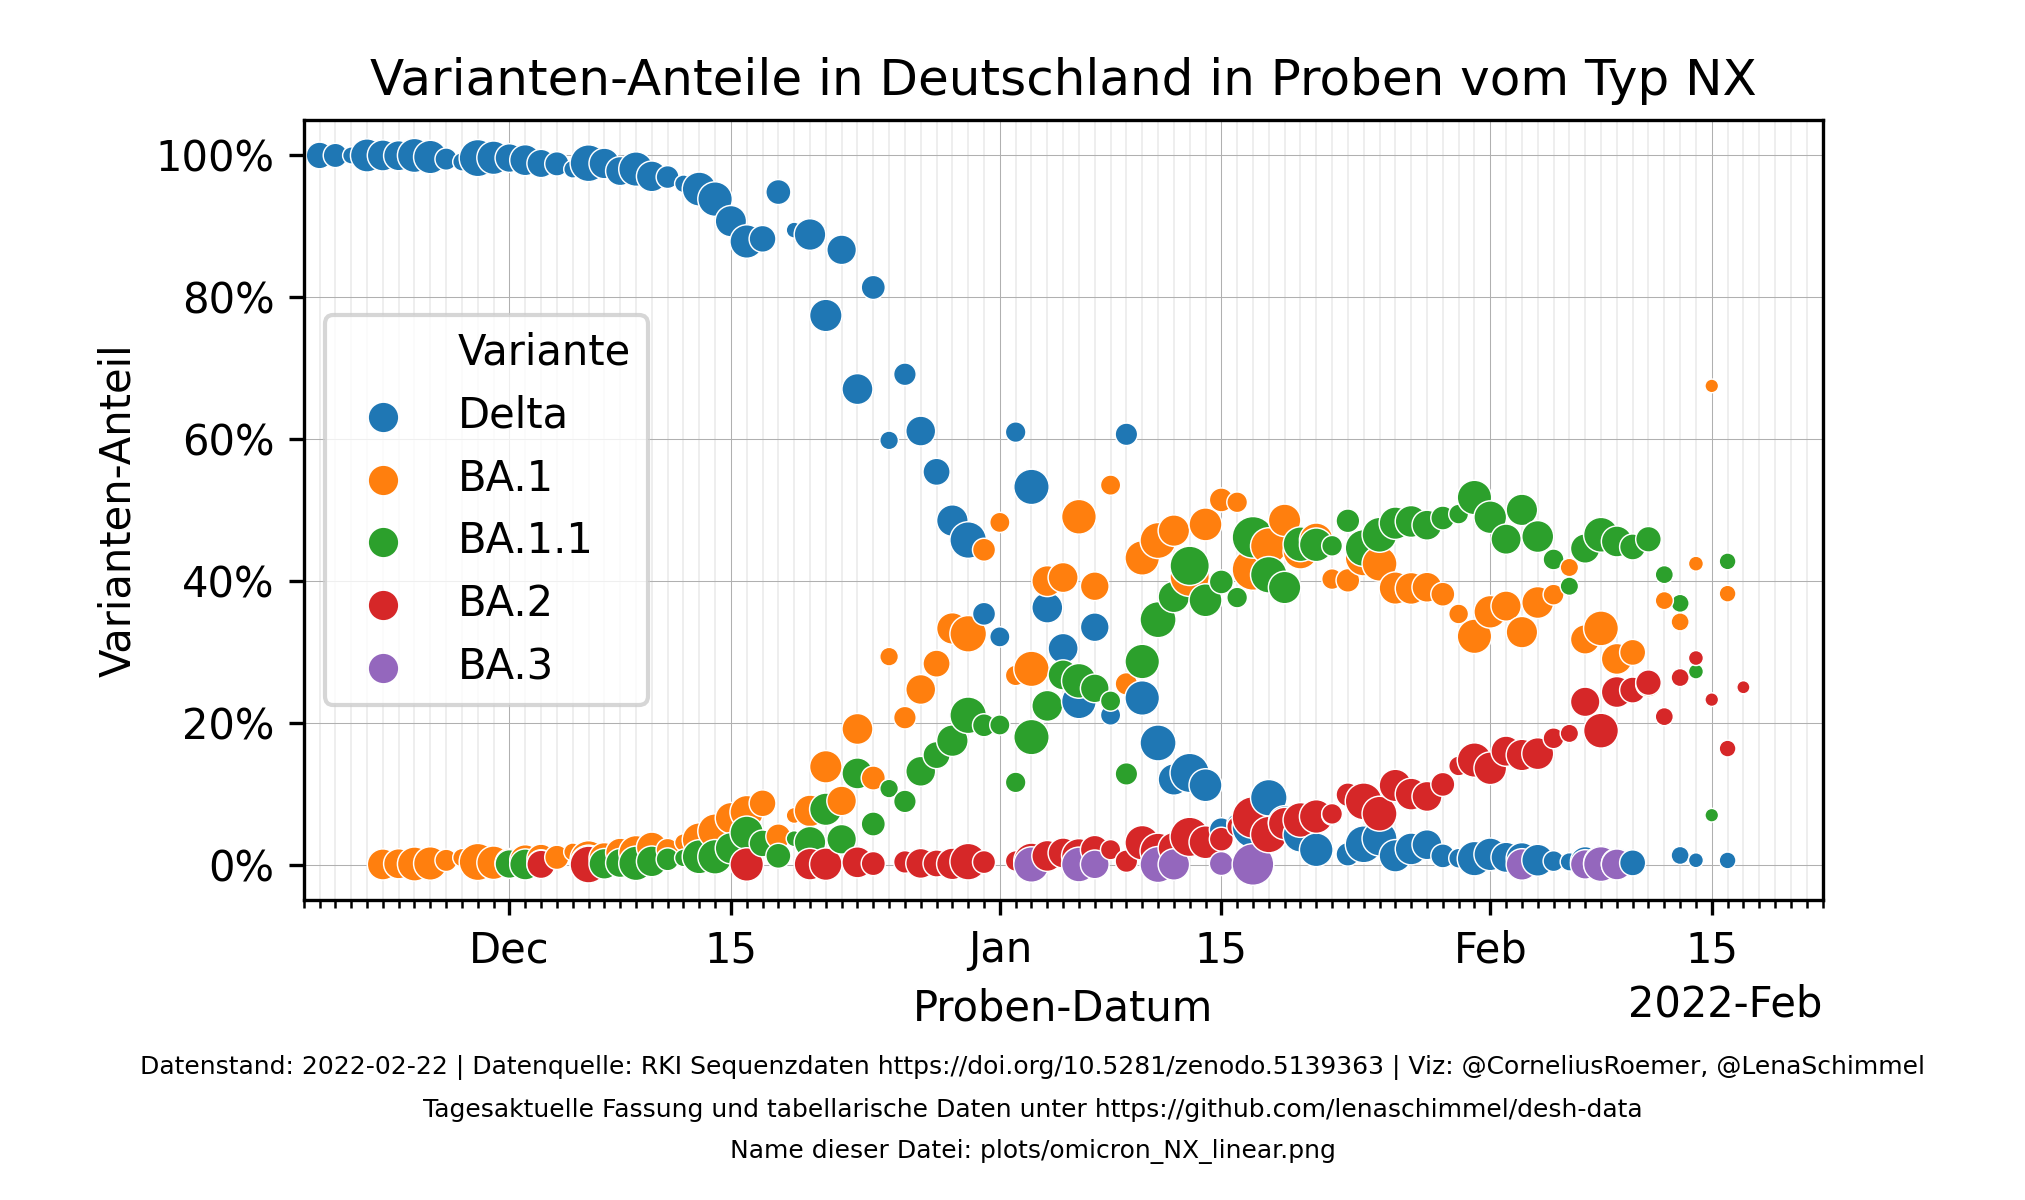 Varianten-Anteile in Deutschland in Proben vom Typ NX
100%
80%
60%
40%
20%
0%
Varianten-Anteil
Variante
Delta
BA.1
BA.1.1
BA.2
BA.3
Dec 15 Jan 15 Feb 15
Proben-Datum
2022-Feb
Datenstand: 2022-02-22 | Datenquelle: RKI Sequenzdaten https://doi.org/10.5281/zenodo.5139363 | Viz: @CorneliusRoemer, @LenaSchimmel
Tagesaktuelle Fassung und tabellarische Daten unter https://github.com/lenaschimmel/desh-data
Name dieser Datei: plots/omicron_NX_linear.png